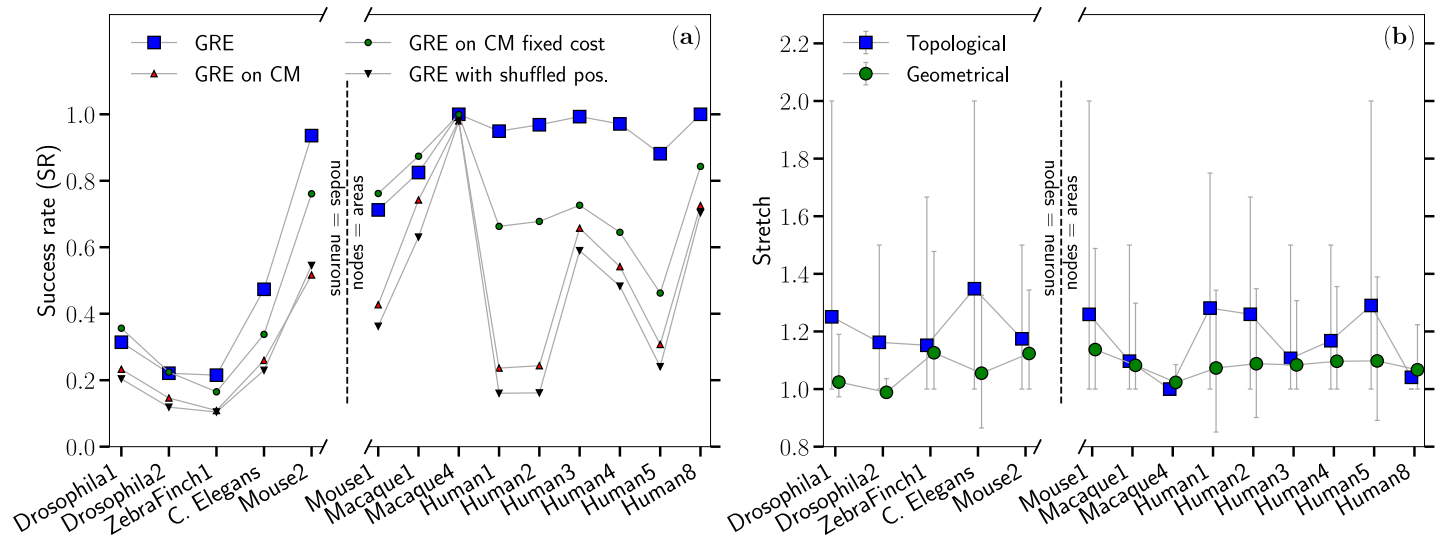 GRE
GRE on CM
GRE on CM fixed cost
GRE with shuffled pos.
(a)
Success rate (SR)
1.0
0.8
0.6
0.4
0.2
0.0
nodes = neurons
nodes = areas
Drosophila1
Drosophila2
ZebraFinch1
C. Elegans
Mouse2
Mouse1
Macaque1
Macaque4
Human1
Human2
Human3
Human4
Human5
Human8
Topological
Geometrical
(b)
Stretch
2.2
2.0
1.8
1.6
1.4
1.2
1.0
0.8
nodes = neurons
nodes = areas
Drosophila1
Drosophila2
ZebraFinch1
C. Elegans
Mouse2
Mouse1
Macaque1
Macaque4
Human1
Human2
Human3
Human4
Human5
Human8